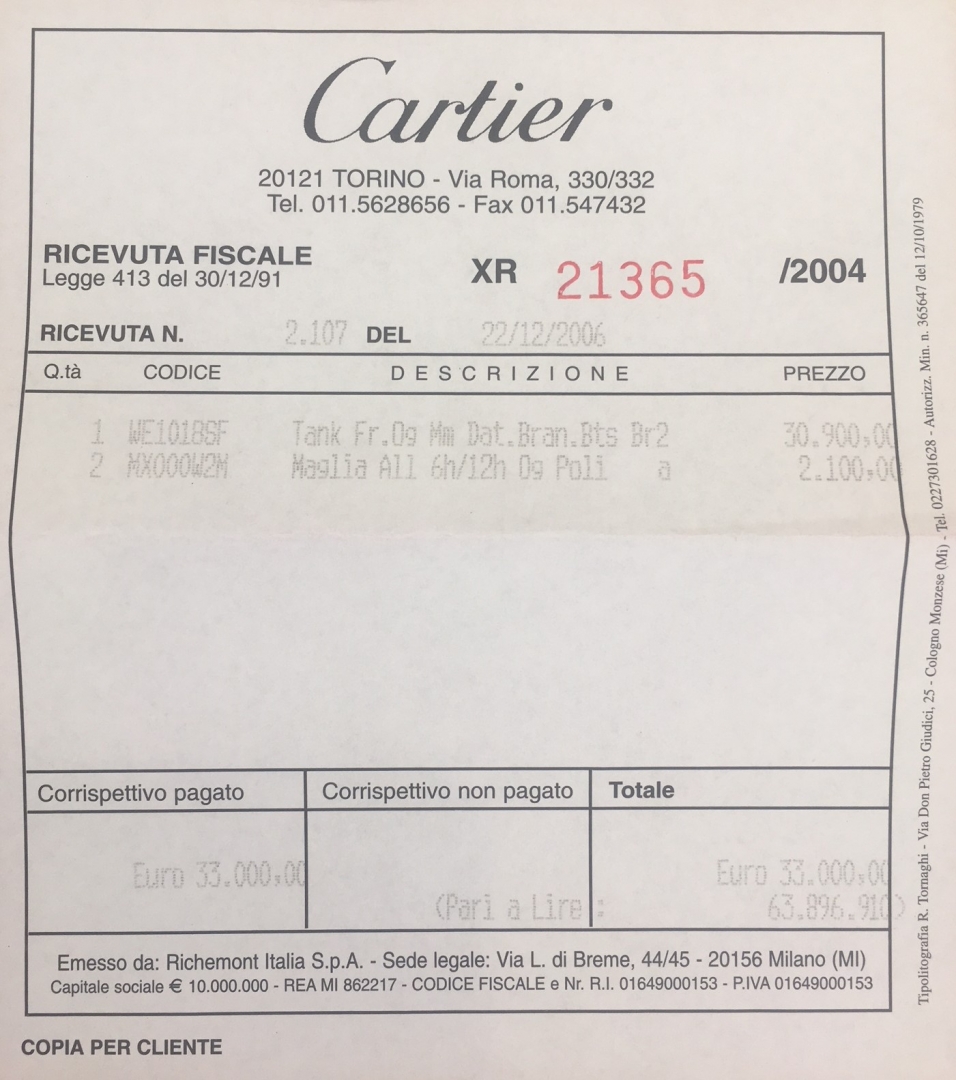 Cartier
20121 TORINO - Via Roma, 330/332
Tel. 011.5628656 - Fax 011.547432
RICEVUTA FISCALE
Legge 413 del 30/12/91
XR 21365 /2004
RICEVUTA N. 2.107 DEL 22/12/2006
Q.tà CODICE DESCRIZIONE PREZZO
1 WE1018SF Tank Fr.Og Mm Dat.Bran.Bts Br2 30.900,00
2 MX000W2M Maglia All 6h/12h Og Poli a 2.100,00
Corrispettivo pagato Corrispettivo non pagato Totale
Euro 33.000,00 Euro 33.000,00
(Pari a Lire : 63.896.910)
Emesso da: Richemont Italia S.p.A. - Sede legale: Via L. di Breme, 44/45 - 20156 Milano (MI)
Capitale sociale € 10.000.000 - REA MI 862217 - CODICE FISCALE e Nr. R.I. 01649000153 - P.IVA 01649000153
COPIA PER CLIENTE
Tipolitografia R. Tornaghi - Via Don Pietro Giudici, 25 - Cologno Monzese (Mi) - Tel. 0227301628 - Autorizz. Min. n. 365647 del 12/10/1979